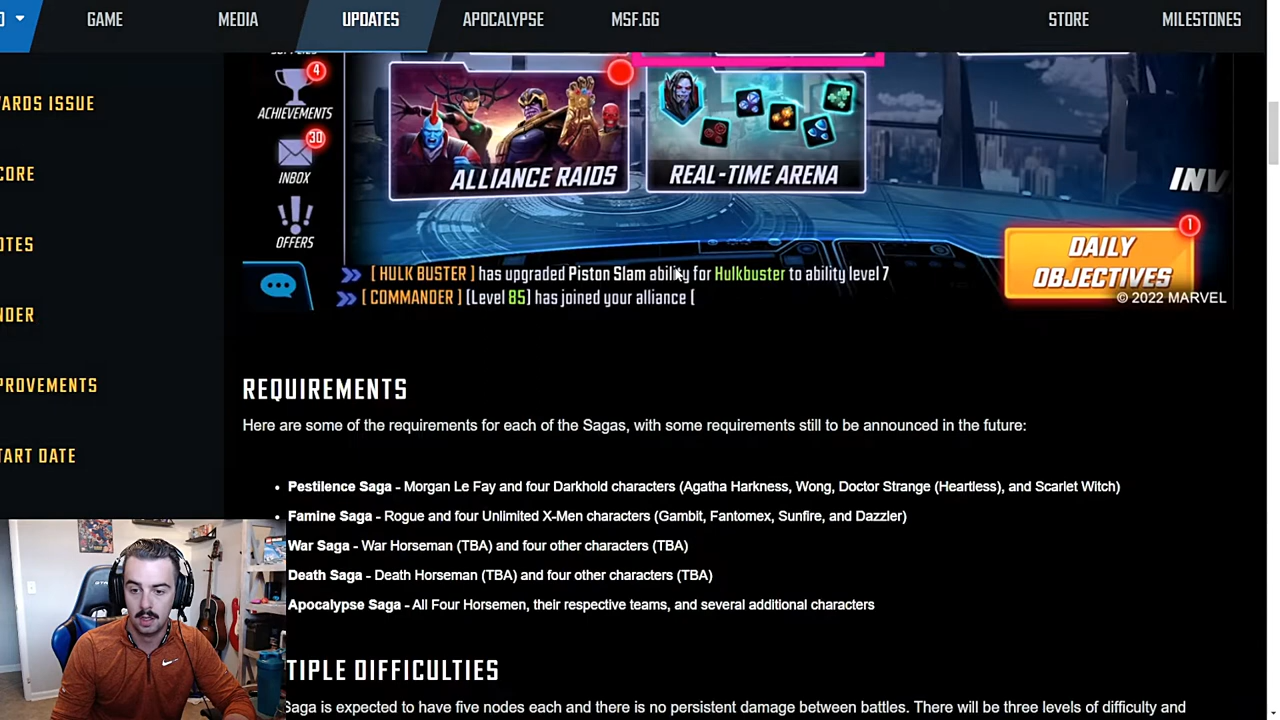 GAME
MEDIA
UPDATES
APOCALYPSE
MSF.GG
STORE
MILESTONES
ARDS ISSUE
CORE
OTES
NDER
PROVEMENTS
TART DATE
4
ACHIEVEMENTS
30
INBOX
OFFERS
ALLIANCE RAIDS
REAL-TIME ARENA
INV
1
DAILY
OBJECTIVES
[ HULK BUSTER ] has upgraded Piston Slam ability for Hulkbuster to ability level 7
[ COMMANDER ] [Level 85] has joined your alliance [
© 2022 MARVEL
REQUIREMENTS
Here are some of the requirements for each of the Sagas, with some requirements still to be announced in the future:
• Pestilence Saga - Morgan Le Fay and four Darkhold characters (Agatha Harkness, Wong, Doctor Strange (Heartless), and Scarlet Witch)
• Famine Saga - Rogue and four Unlimited X-Men characters (Gambit, Fantomex, Sunfire, and Dazzler)
War Saga - War Horseman (TBA) and four other characters (TBA)
Death Saga - Death Horseman (TBA) and four other characters (TBA)
Apocalypse Saga - All Four Horsemen, their respective teams, and several additional characters
TIPLE DIFFICULTIES
Saga is expected to have five nodes each and there is no persistent damage between battles. There will be three levels of difficulty and